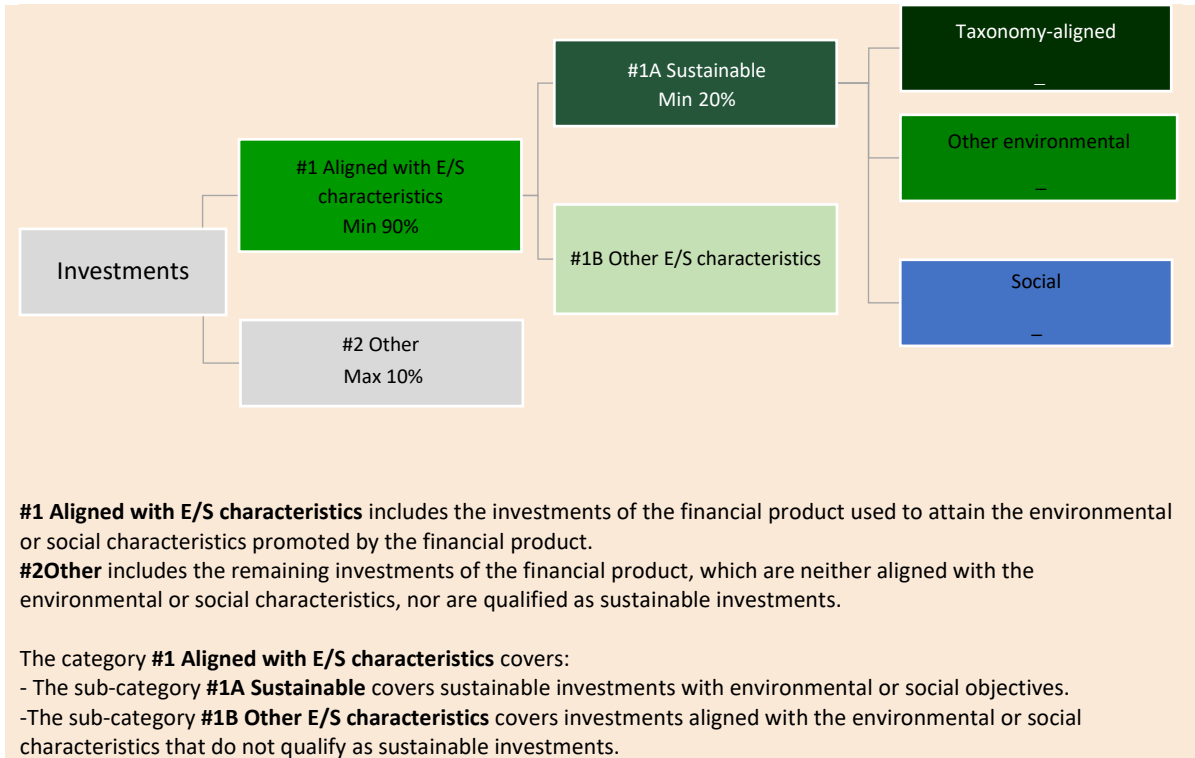 Investments
#1 Aligned with E/S
characteristics
Min 90%
#2 Other
Max 10%
#1A Sustainable
Min 20%
#1B Other E/S characteristics
Taxonomy-aligned
_
Other environmental
_
Social
_
#1 Aligned with E/S characteristics includes the investments of the financial product used to attain the environmental
or social characteristics promoted by the financial product.
#2Other includes the remaining investments of the financial product, which are neither aligned with the
environmental or social characteristics, nor are qualified as sustainable investments.
The category #1 Aligned with E/S characteristics covers:
- The sub-category #1A Sustainable covers sustainable investments with environmental or social objectives.
-The sub-category #1B Other E/S characteristics covers investments aligned with the environmental or social
characteristics that do not qualify as sustainable investments.